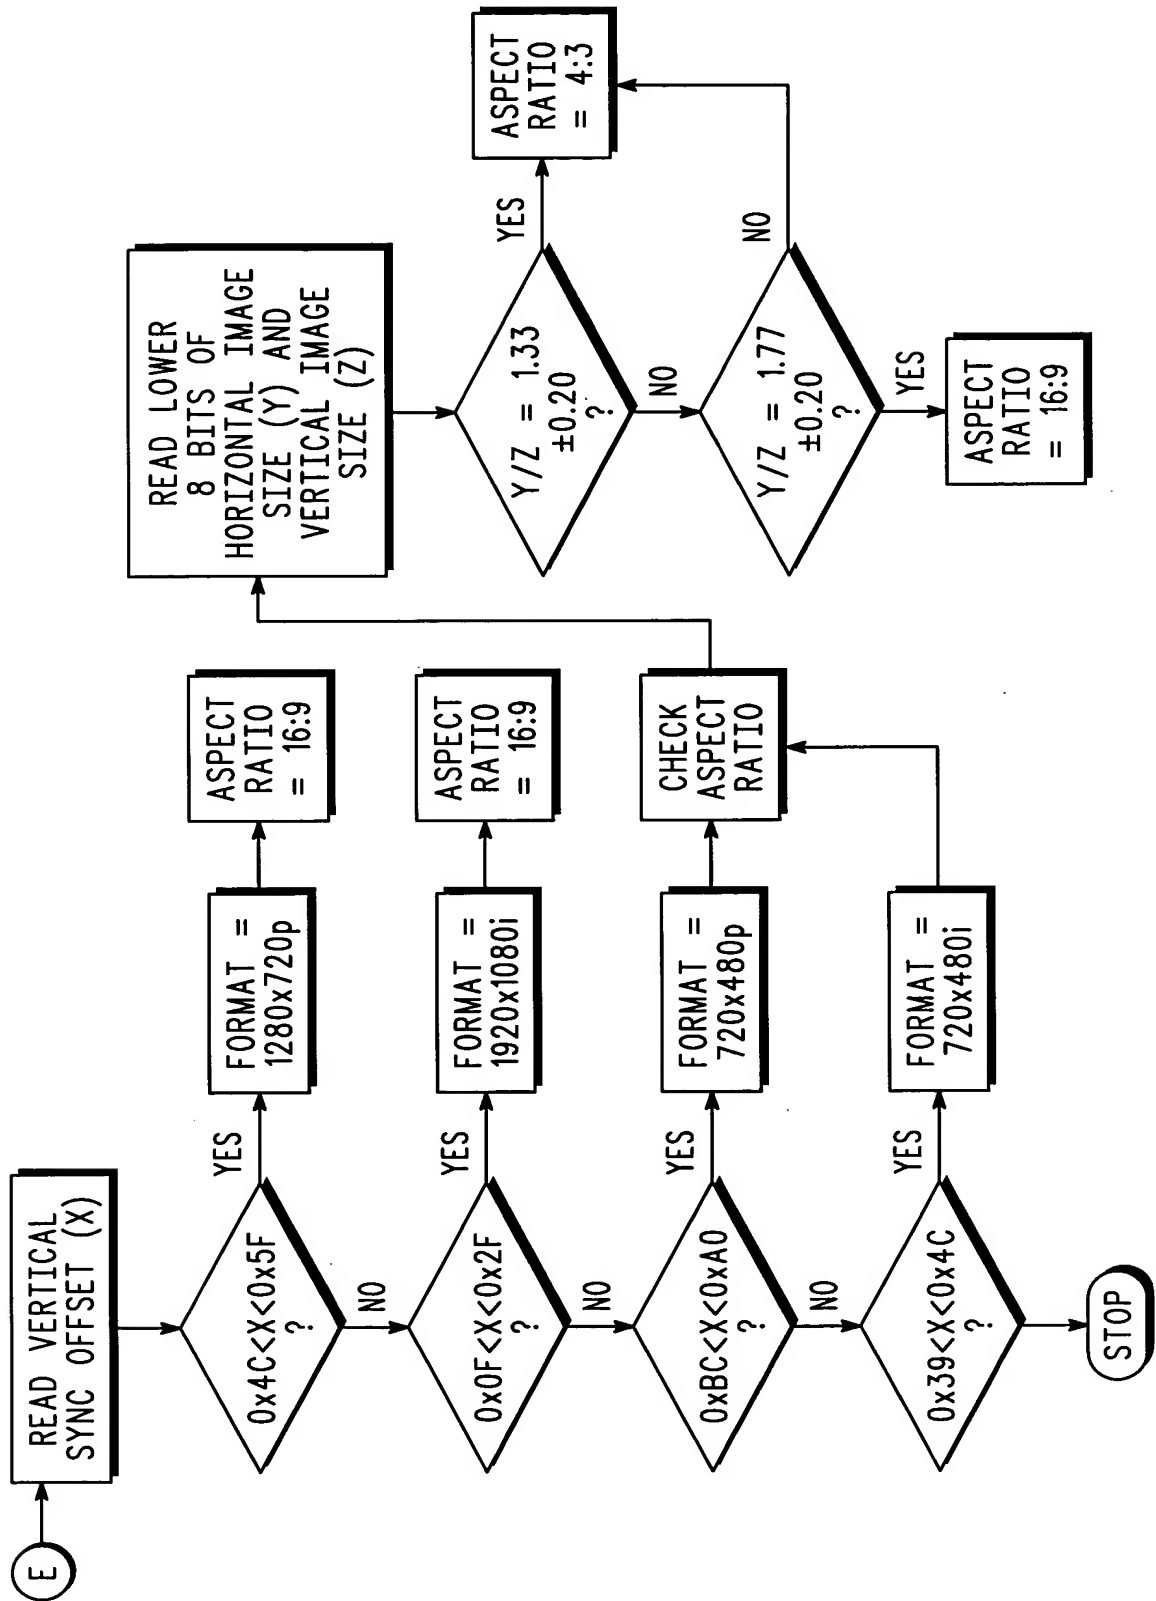 E
READ VERTICAL
SYNC OFFSET (X)
0x4C<X<0x5F
?
YES
NO
FORMAT =
1280x720p
ASPECT
RATIO
= 16:9
0x0F<X<0x2F
?
YES
NO
FORMAT =
1920x1080i
ASPECT
RATIO
= 16:9
0xBC<X<0xA0
?
YES
NO
FORMAT =
720x480p
CHECK
ASPECT
RATIO
0x39<X<0x4C
?
YES
FORMAT =
720x480i
STOP
READ LOWER
8 BITS OF
HORIZONTAL IMAGE
SIZE (Y) AND
VERTICAL IMAGE
SIZE (Z)
Y/Z = 1.33
±0.20
?
YES
NO
ASPECT
RATIO
= 4:3
Y/Z = 1.77
±0.20
?
NO
YES
ASPECT
RATIO
= 16:9